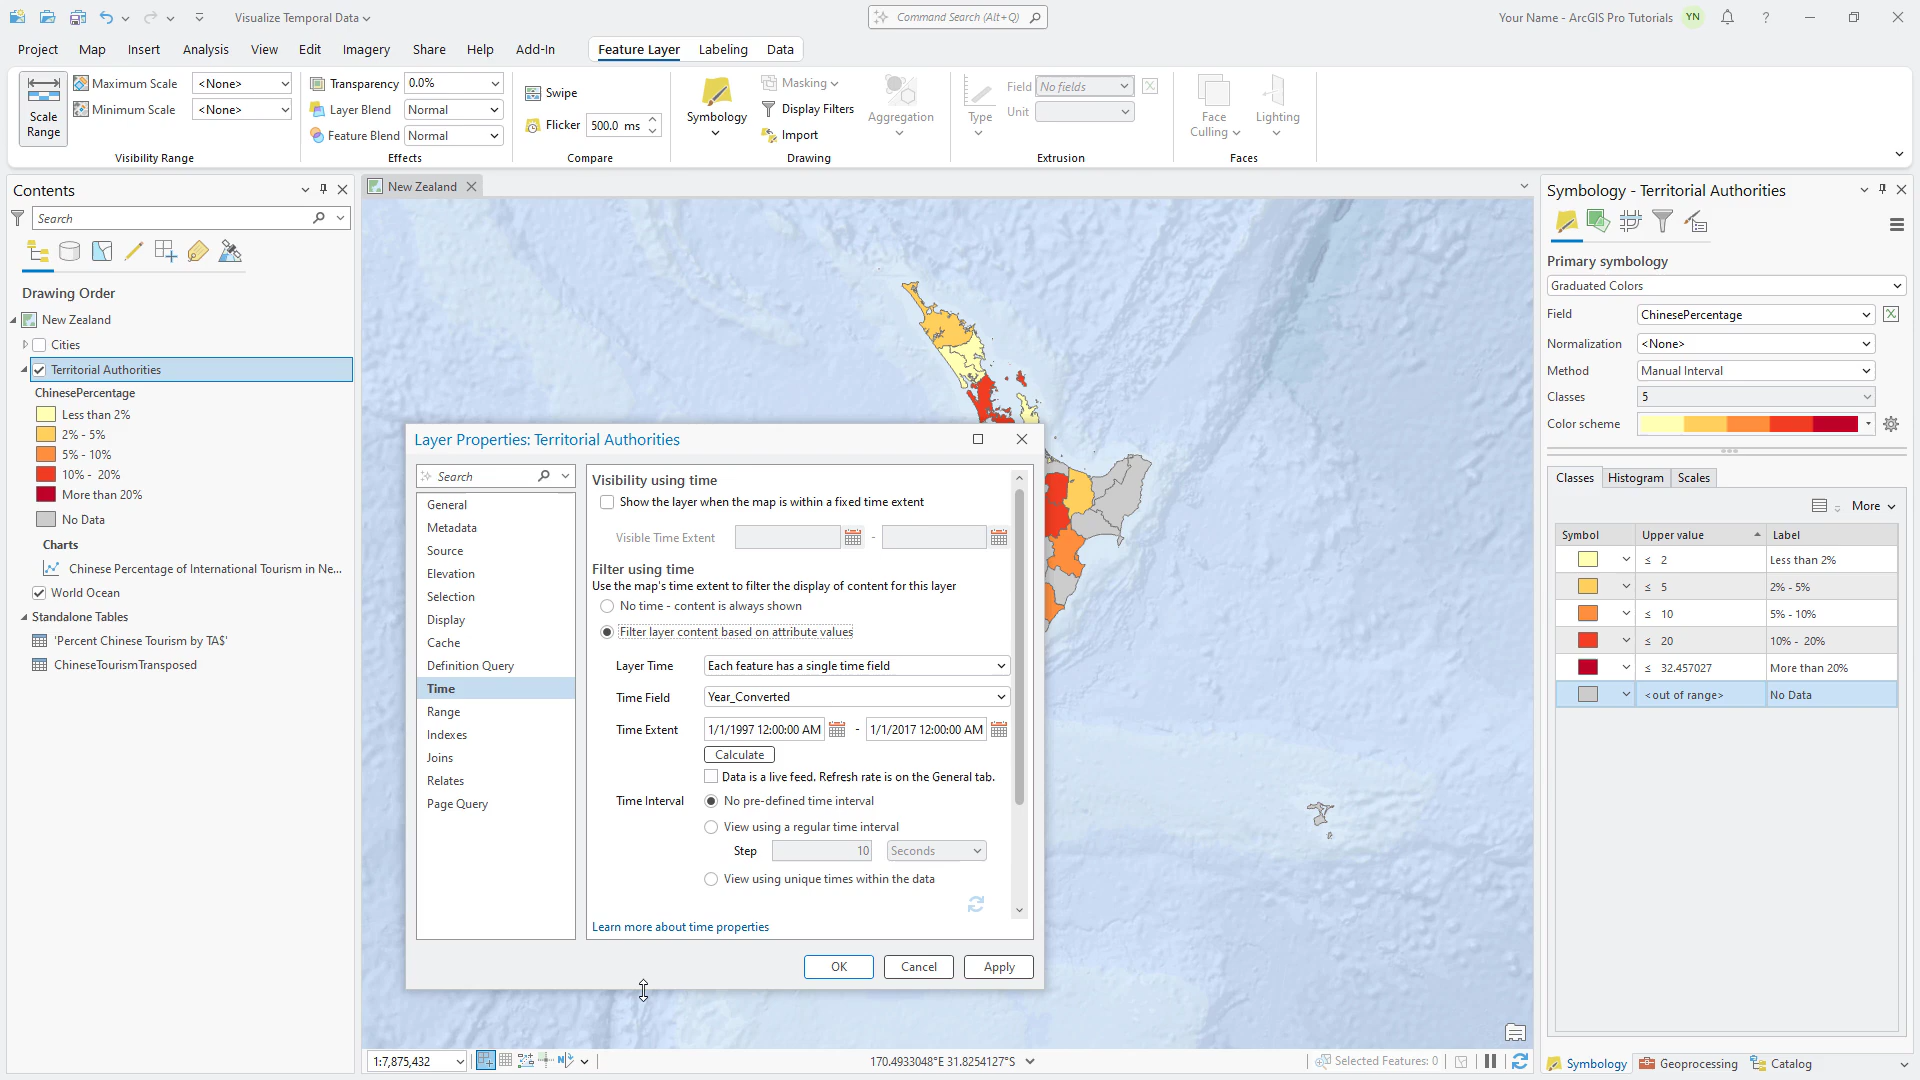 Visualize Temporal Data
Command Search (Alt+Q)
Your Name - ArcGIS Pro Tutorials
YN
Project
Map
Insert
Analysis
View
Edit
Imagery
Share
Help
Add-In
Feature Layer
Labeling
Data
Scale Range
Maximum Scale
<None>
Minimum Scale
<None>
Visibility Range
Transparency
0.0%
Layer Blend
Normal
Feature Blend
Normal
Effects
Swipe
Flicker
500.0 ms
Compare
Symbology
Masking
Display Filters
Import
Aggregation
Drawing
Type
Field
No fields
Unit
Extrusion
Face
Culling
Lighting
Faces
Contents
Search
Drawing Order
New Zealand
Cities
Territorial Authorities
ChinesePercentage
Less than 2%
2% - 5%
5% - 10%
10% - 20%
More than 20%
No Data
Charts
Chinese Percentage of International Tourism in Ne...
World Ocean
Standalone Tables
'Percent Chinese Tourism by TA$'
ChineseTourismTransposed
New Zealand
Layer Properties: Territorial Authorities
Search
General
Metadata
Source
Elevation
Selection
Display
Cache
Definition Query
Time
Range
Indexes
Joins
Relates
Page Query
Visibility using time
Show the layer when the map is within a fixed time extent
Visible Time Extent
-
Filter using time
Use the map's time extent to filter the display of content for this layer
No time - content is always shown
Filter layer content based on attribute values
Layer Time
Each feature has a single time field
Time Field
Year_Converted
Time Extent
1/1/1997 12:00:00 AM
-
1/1/2017 12:00:00 AM
Calculate
Data is a live feed. Refresh rate is on the General tab.
Time Interval
No pre-defined time interval
View using a regular time interval
Step
10
Seconds
View using unique times within the data
Learn more about time properties
OK
Cancel
Apply
1:7,875,432
170.4933048°E 31.8254127°S
Selected Features: 0
Symbology - Territorial Authorities
Primary symbology
Graduated Colors
Field
ChinesePercentage
Normalization
<None>
Method
Manual Interval
Classes
5
Color scheme
Classes
Histogram
Scales
More
Symbol
Upper value
Label
≤ 2
Less than 2%
≤ 5
2% - 5%
≤ 10
5% - 10%
≤ 20
10% - 20%
≤ 32.457027
More than 20%
<out of range>
No Data
Symbology
Geoprocessing
Catalog